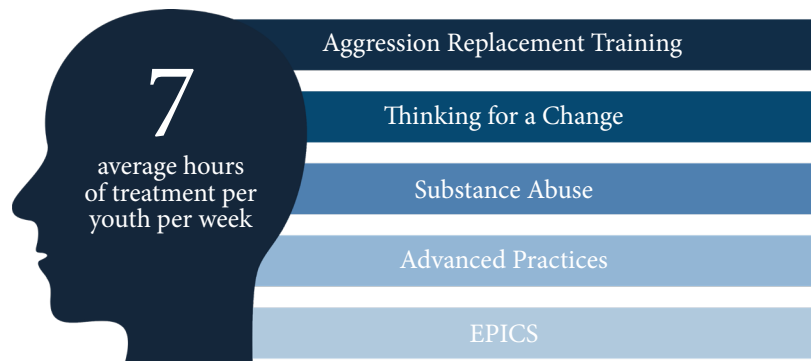 7
average hours
of treatment per
youth per week
Aggression Replacement Training
Thinking for a Change
Substance Abuse
Advanced Practices
EPICS